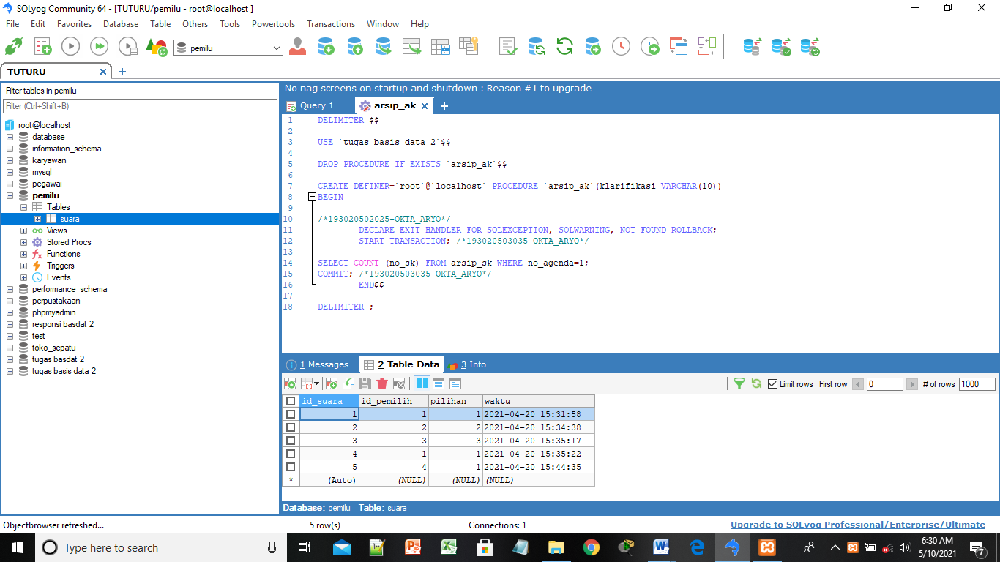 SQLyog Community 64 - [TUTURU/pemilu - root@localhost ]
File Edit Favorites Database Table Others Tools Powertools Transactions Window Help
pemilu
TUTURU
Filter tables in pemilu
Filter (Ctrl+Shift+B)
root@localhost
database
information_schema
karyawan
mysql
pegawai
pemilu
Tables
suara
Views
Stored Procs
Functions
Triggers
Events
performance_schema
perpustakaan
phpmyadmin
responsi basdat 2
test
toko_sepatu
tugas basdat 2
tugas basis data 2
No nag screens on startup and shutdown : Reason #1 to upgrade
Query 1 arsip_ak
1 DELIMITER $$
2
3 USE `tugas basis data 2`$$
4
5 DROP PROCEDURE IF EXISTS `arsip_ak`$$
6
7 CREATE DEFINER=`root`@`localhost` PROCEDURE `arsip_ak`(klarifikasi VARCHAR(10))
8 BEGIN
9
10 /*193020502025-OKTA_ARYO*/
11 DECLARE EXIT HANDLER FOR SQLEXCEPTION, SQLWARNING, NOT FOUND ROLLBACK;
12 START TRANSACTION; /*193020503035-OKTA_ARYO*/
13
14 SELECT COUNT (no_sk) FROM arsip_sk WHERE no_agenda=1;
15 COMMIT; /*193020503035-OKTA_ARYO*/
16 END$$
17
18 DELIMITER ;
1 Messages 2 Table Data 3 Info
Limit rows First row 0 # of rows 1000
id_suara id_pemilih pilihan waktu
1 1 1 2021-04-20 15:31:58
2 2 2 2021-04-20 15:34:38
3 3 3 2021-04-20 15:35:17
4 1 1 2021-04-20 15:35:22
5 4 1 2021-04-20 15:44:35
* (Auto) (NULL) (NULL) (NULL)
Database: pemilu Table: suara
Objectbrowser refreshed... 5 row(s) Connections: 1 Upgrade to SQLyog Professional/Enterprise/Ultimate
Type here to search
6:30 AM
5/10/2021
7